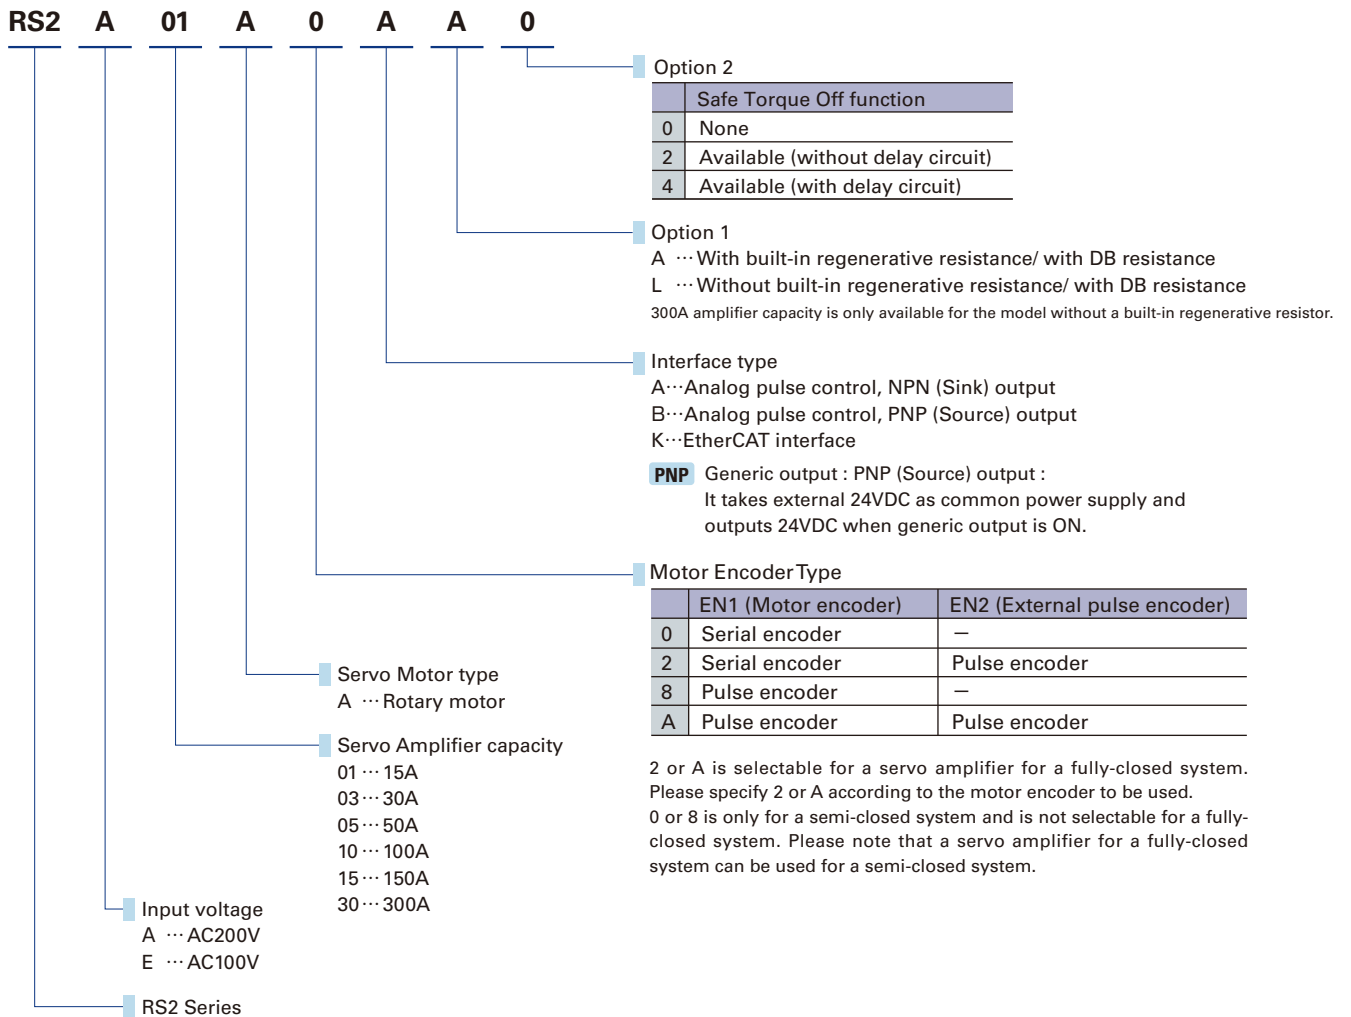 RS2 A 01 A 0 A A 0
Option 2
Safe Torque Off function
0 None
2 Available (without delay circuit)
4 Available (with delay circuit)
Option 1
A ···With built-in regenerative resistance/ with DB resistance
L ···Without built-in regenerative resistance/ with DB resistance
300A amplifier capacity is only available for the model without a built-in regenerative resistor.
Interface type
A···Analog pulse control, NPN (Sink) output
B···Analog pulse control, PNP (Source) output
K···EtherCAT interface
PNP Generic output : PNP (Source) output :
It takes external 24VDC as common power supply and
outputs 24VDC when generic output is ON.
Motor Encoder Type
EN1 (Motor encoder) EN2 (External pulse encoder)
0 Serial encoder —
2 Serial encoder Pulse encoder
8 Pulse encoder —
A Pulse encoder Pulse encoder
2 or A is selectable for a servo amplifier for a fully-closed system.
Please specify 2 or A according to the motor encoder to be used.
0 or 8 is only for a semi-closed system and is not selectable for a fully-
closed system. Please note that a servo amplifier for a fully-closed
system can be used for a semi-closed system.
Servo Motor type
A ···Rotary motor
Servo Amplifier capacity
01 ···15A
03···30A
05···50A
10···100A
15···150A
30···300A
Input voltage
A ···AC200V
E ···AC100V
RS2 Series